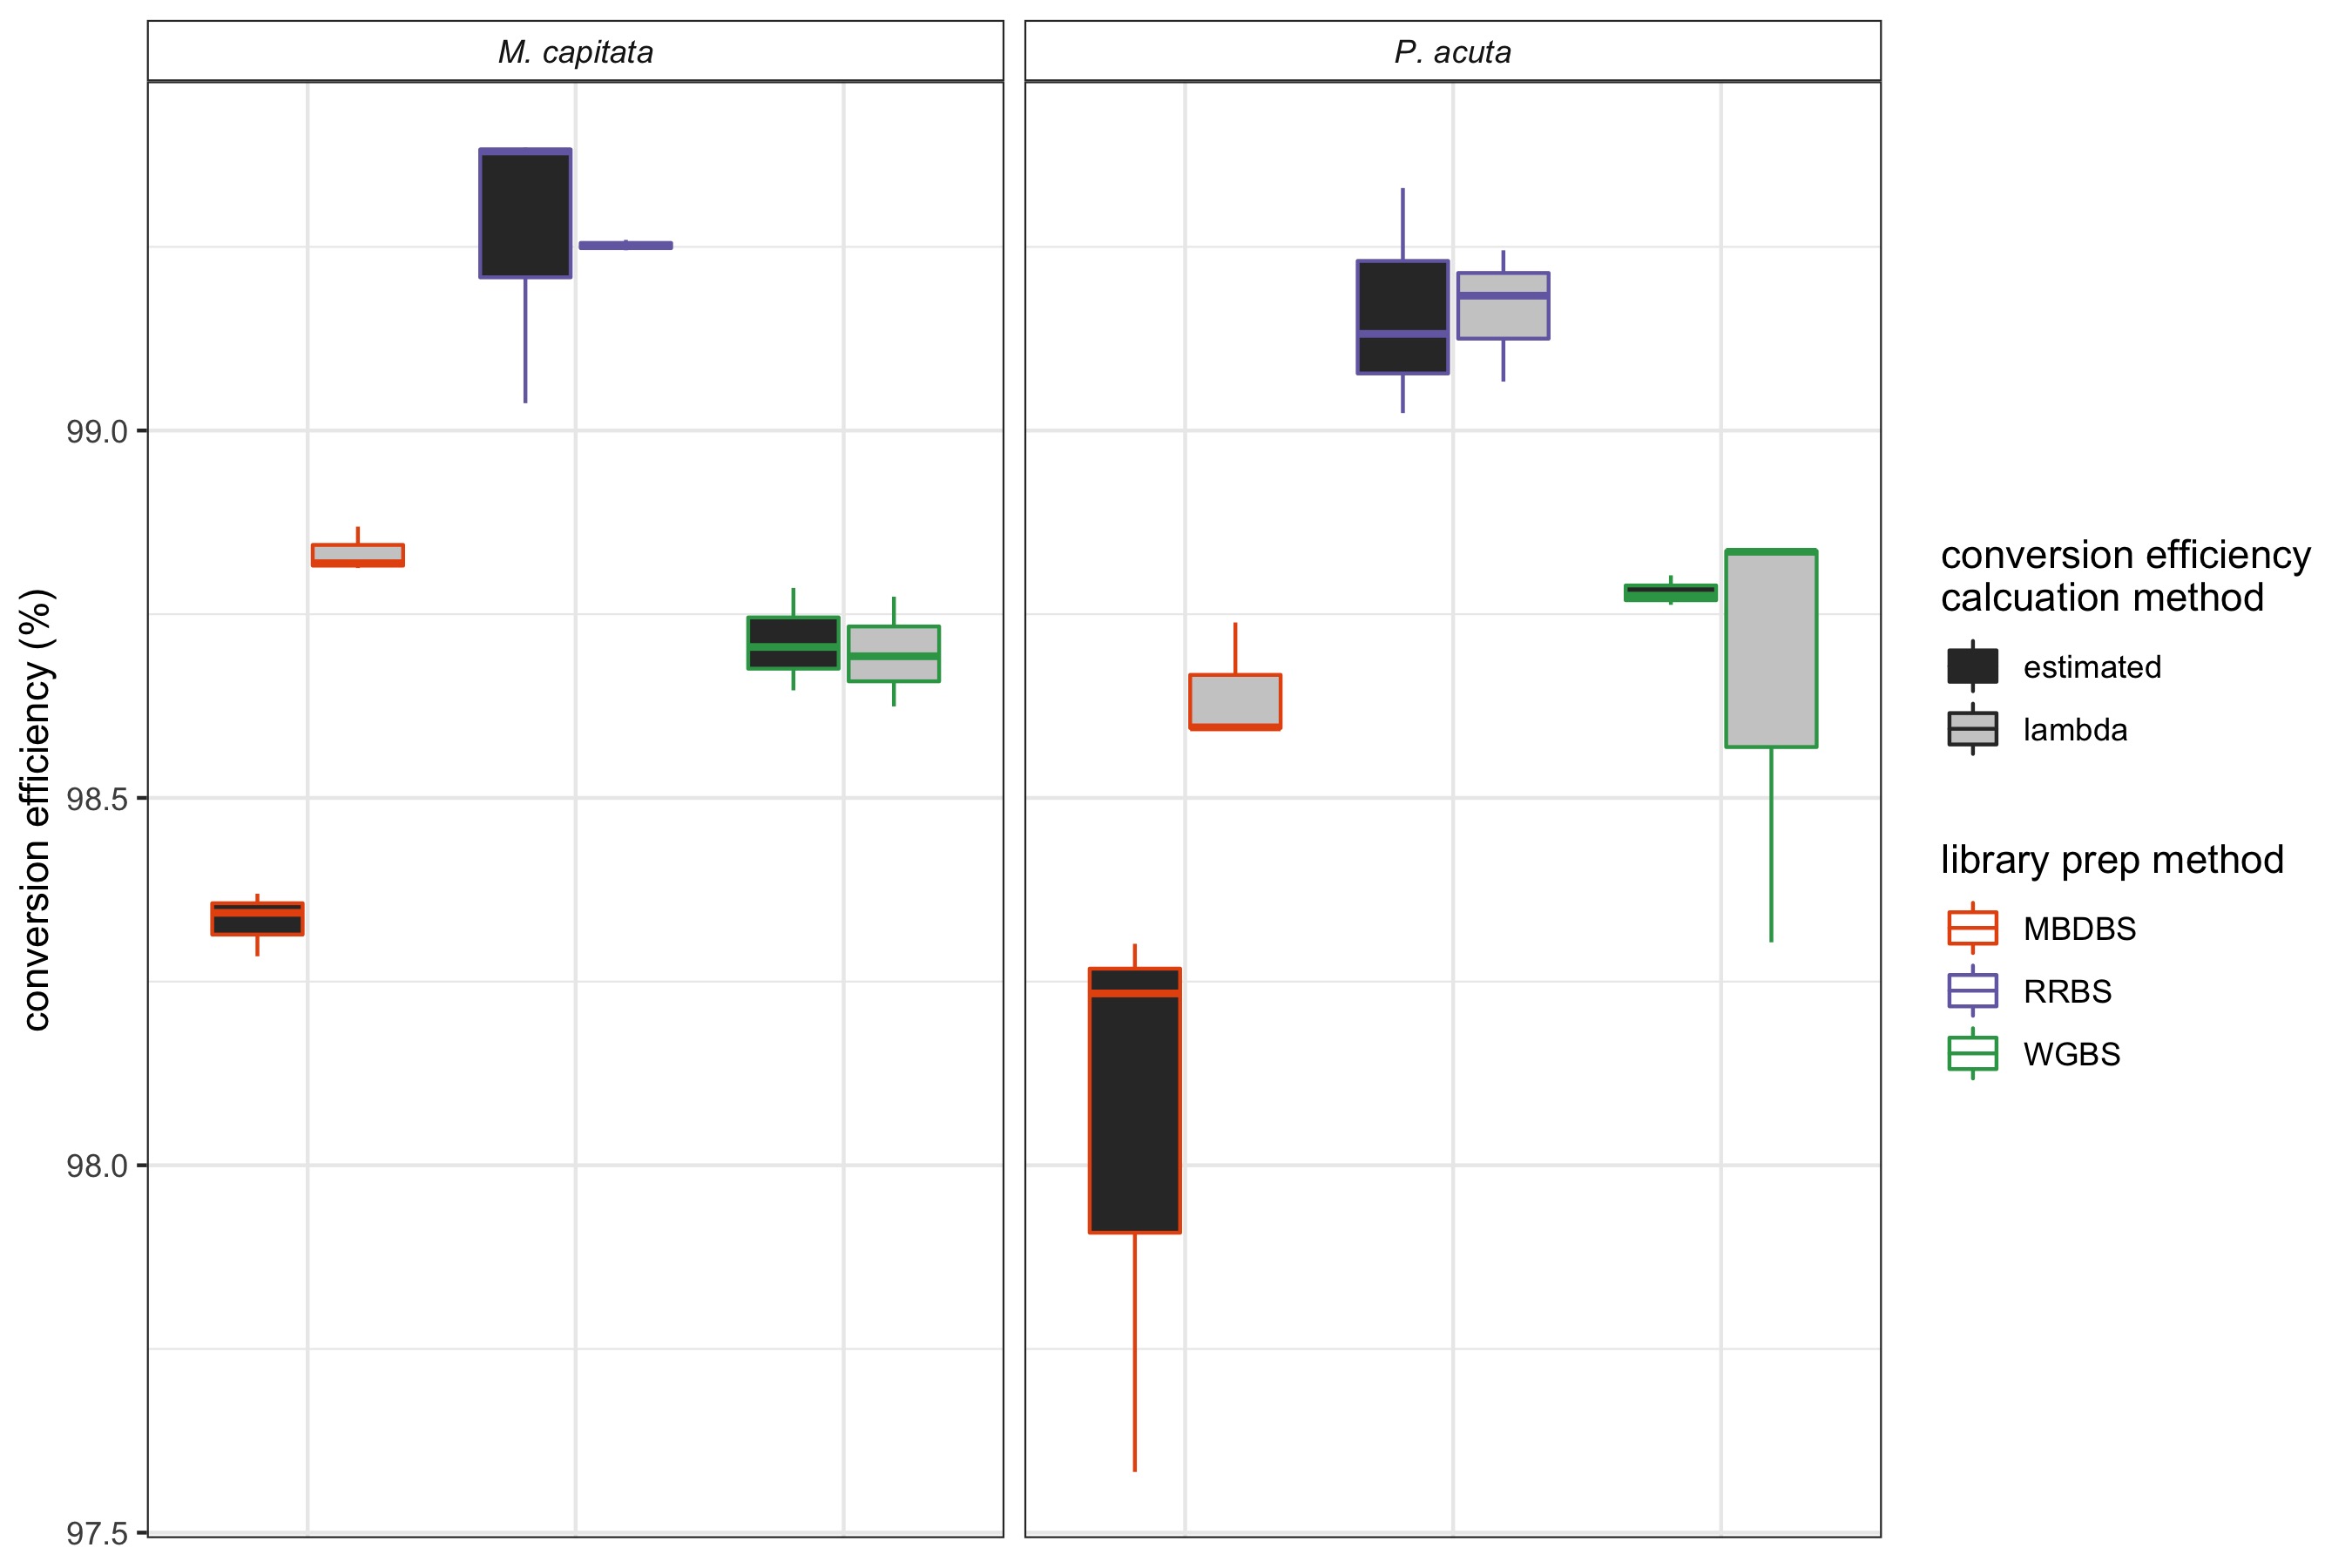 M. capitata
P. acuta
99.0
98.5
98.0
97.5
conversion efficiency (%)
conversion efficiency
calcuation method
estimated
lambda
library prep method
MBDBS
RRBS
WGBS